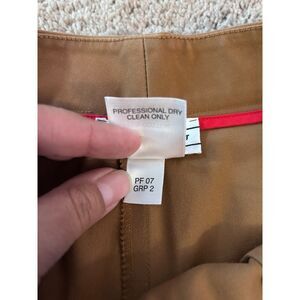 PROFESSIONAL DRY
CLEAN ONLY
PF 07
GRP 2